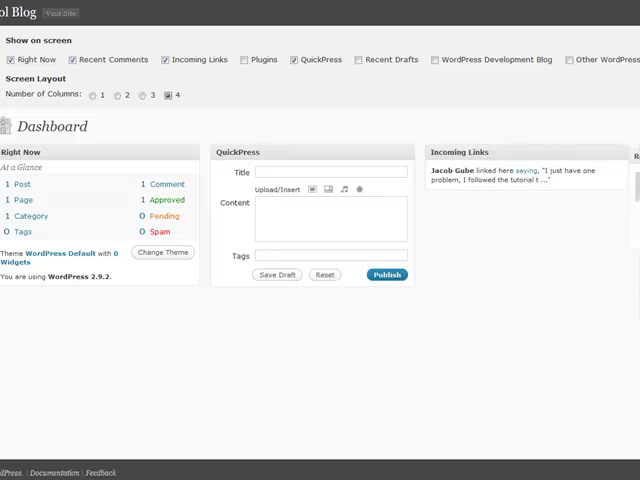 ol Blog Visit Site
Show on screen
Right Now Recent Comments Incoming Links Plugins QuickPress Recent Drafts WordPress Development Blog Other WordPress
Screen Layout
Number of Columns: 1 2 3 4
Dashboard
Right Now
At a Glance
1 Post 1 Comment
1 Page 1 Approved
1 Category 0 Pending
0 Tags 0 Spam
Theme WordPress Default with 0
Widgets
Change Theme
You are using WordPress 2.9.2.
QuickPress
Title
Upload/Insert
Content
Tags
Save Draft Reset Publish
Incoming Links
Jacob Gube linked here saying, "I just have one
problem, I followed the tutorial t ..."
R
dPress. | Documentation | Feedback